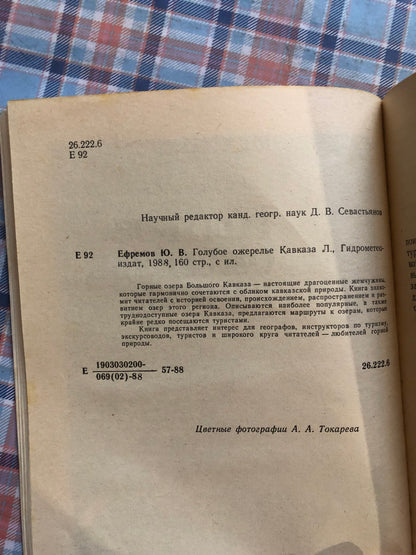 26.222.6
Е 92
Научный редактор канд. геогр. наук Д. В. Севастьянов
Е 92 Ефремов Ю. В. Голубое ожерелье Кавказа Л., Гидрометео-
издат, 1988, 160 стр., с ил.
Горные озера Большого Кавказа — настоящие драгоценные жемчужины,
которые гармонично сочетаются с обликом кавказской природы. Книга знако-
мит читателей с историей освоения, происхождением, распространением и раз-
витием озер этого региона. Описываются наиболее популярные, а также
труднодоступные озера Кавказа, предлагаются маршруты к озерам, которые
крайне редко посещаются туристами.
Книга представляет интерес для географов, инструкторов по туризму,
экскурсоводов, туристов и широкого круга читателей — любителей горной
природы.
Е 1903030200- 57-88 26.222.6
069(02)-88
Цветные фотографии А. А. Токарева